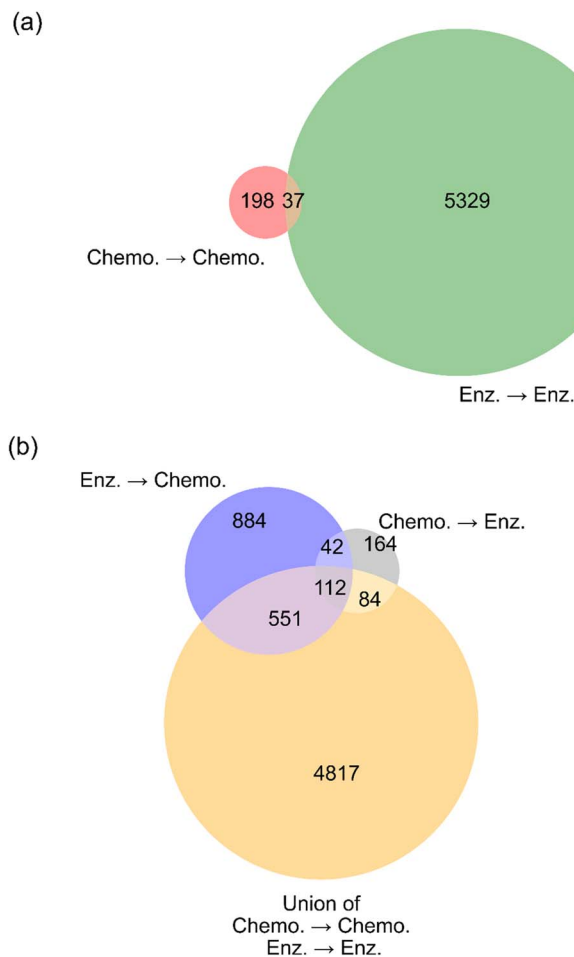 (a)
198 37 5329
Chemo. → Chemo.
Enz. → Enz.
(b)
Enz. → Chemo.
884
Chemo. → Enz.
42 164
112 84
551
4817
Union of
Chemo. → Chemo.
Enz. → Enz.